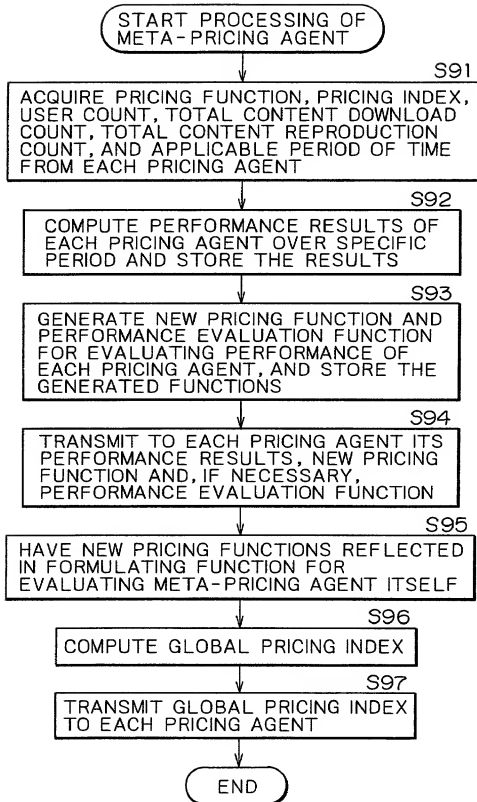 START PROCESSING OF
META-PRICING AGENT
S91
ACQUIRE PRICING FUNCTION, PRICING INDEX,
USER COUNT, TOTAL CONTENT DOWNLOAD
COUNT, TOTAL CONTENT REPRODUCTION
COUNT, AND APPLICABLE PERIOD OF TIME
FROM EACH PRICING AGENT
S92
COMPUTE PERFORMANCE RESULTS OF
EACH PRICING AGENT OVER SPECIFIC
PERIOD AND STORE THE RESULTS
S93
GENERATE NEW PRICING FUNCTION AND
PERFORMANCE EVALUATION FUNCTION
FOR EVALUATING PERFORMANCE OF
EACH PRICING AGENT, AND STORE THE
GENERATED FUNCTIONS
S94
TRANSMIT TO EACH PRICING AGENT ITS
PERFORMANCE RESULTS, NEW PRICING
FUNCTION AND, IF NECESSARY,
PERFORMANCE EVALUATION FUNCTION
S95
HAVE NEW PRICING FUNCTIONS REFLECTED
IN FORMULATING FUNCTION FOR
EVALUATING META-PRICING AGENT ITSELF
S96
COMPUTE GLOBAL PRICING INDEX
S97
TRANSMIT GLOBAL PRICING INDEX
TO EACH PRICING AGENT
END